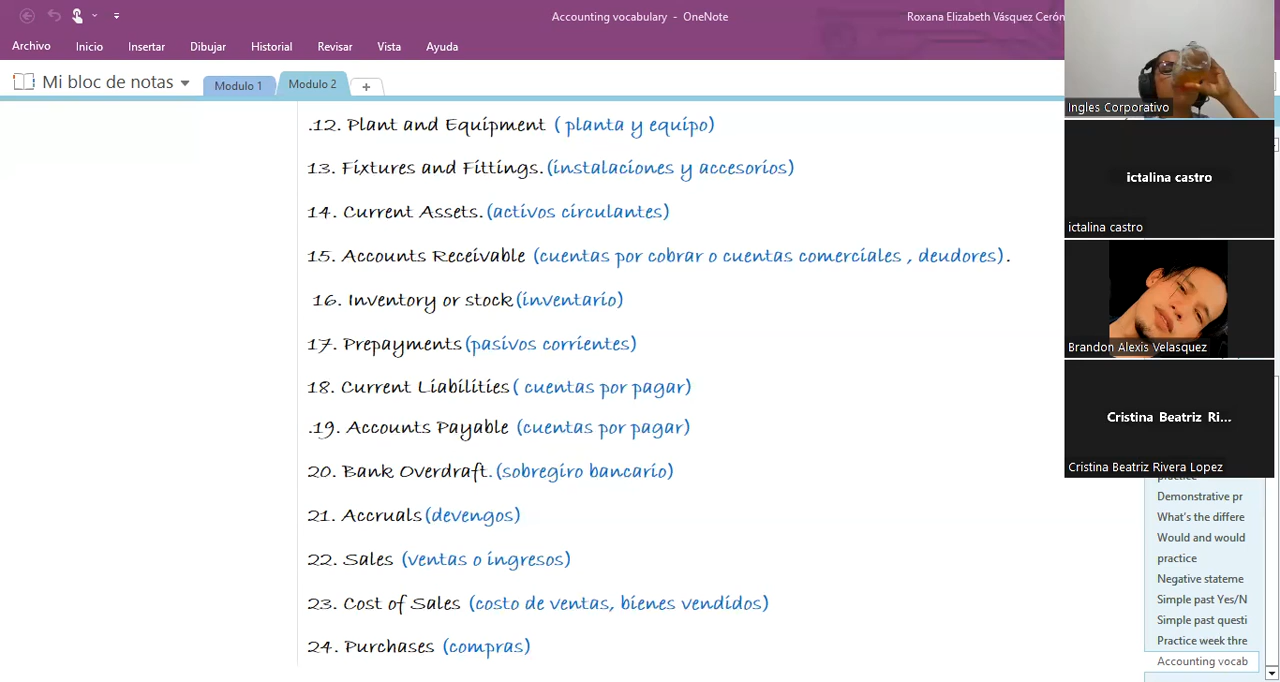 Accounting vocabulary - OneNote
Roxana Elizabeth Vásquez Cerón
Archivo Inicio Insertar Dibujar Historial Revisar Vista Ayuda
Mi bloc de notas Modulo 1 Modulo 2 +
.12. Plant and Equipment ( planta y equipo)
13. Fixtures and Fittings. (instalaciones y accesorios)
14. Current Assets. (activos circulantes)
15. Accounts Receivable (cuentas por cobrar o cuentas comerciales , deudores) .
16. Inventory or stock (inventario)
17. Prepayments (pasivos corrientes)
18. Current Liabilities ( cuentas por pagar)
.19. Accounts Payable (cuentas por pagar)
20. Bank Overdraft. (sobregiro bancario)
21. Accruals (devengos)
22. Sales (ventas o ingresos)
23. Cost of Sales (costo de ventas, bienes vendidos)
24. Purchases (compras)
Ingles Corporativo
ictalina castro
ictalina castro
Brandon Alexis Velasquez
Cristina Beatriz Ri...
Cristina Beatriz Rivera Lopez
practice
Demonstrative pr
What's the differe
Would and would
practice
Negative stateme
Simple past Yes/N
Simple past questi
Practice week thre
Accounting vocab